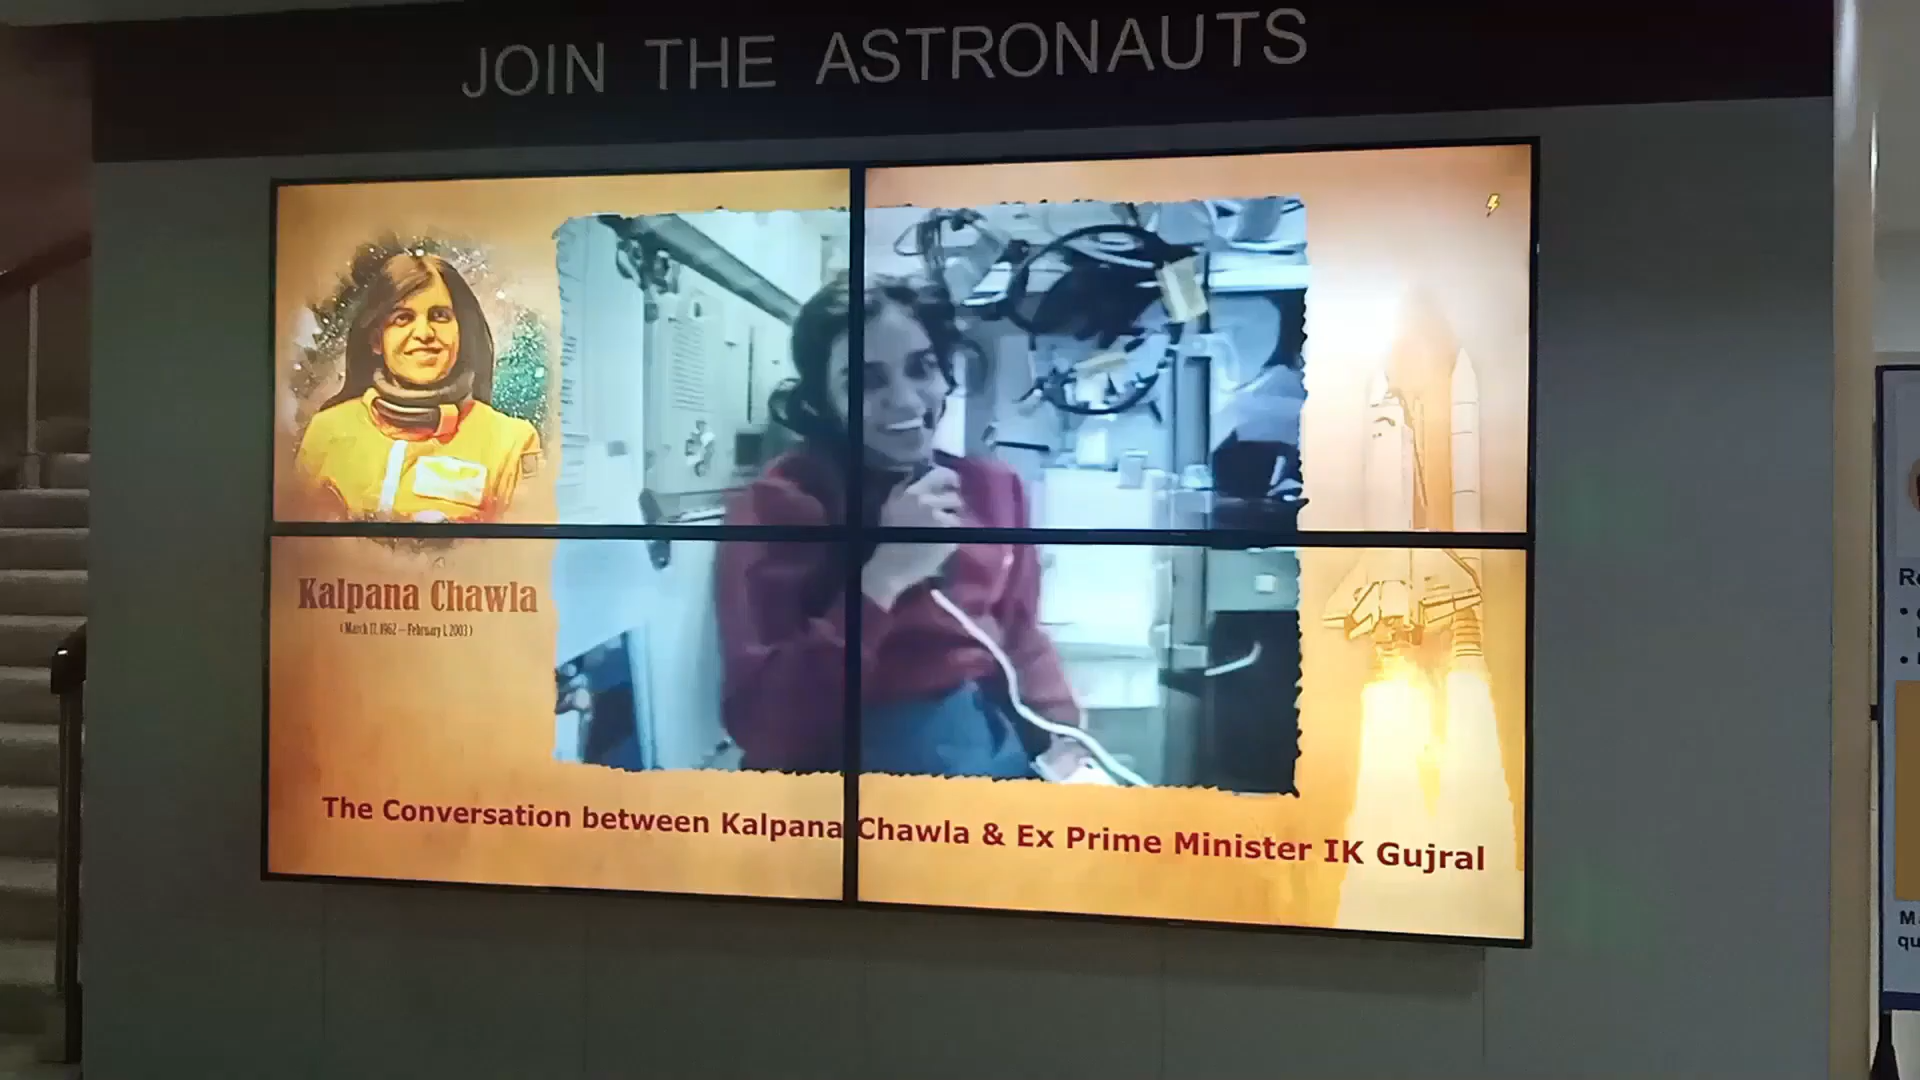 JOIN THE ASTRONAUTS
Kalpana Chawla
(March 17, 1962 – February 1, 2003)
The Conversation between Kalpana Chawla & Ex Prime Minister IK Gujral